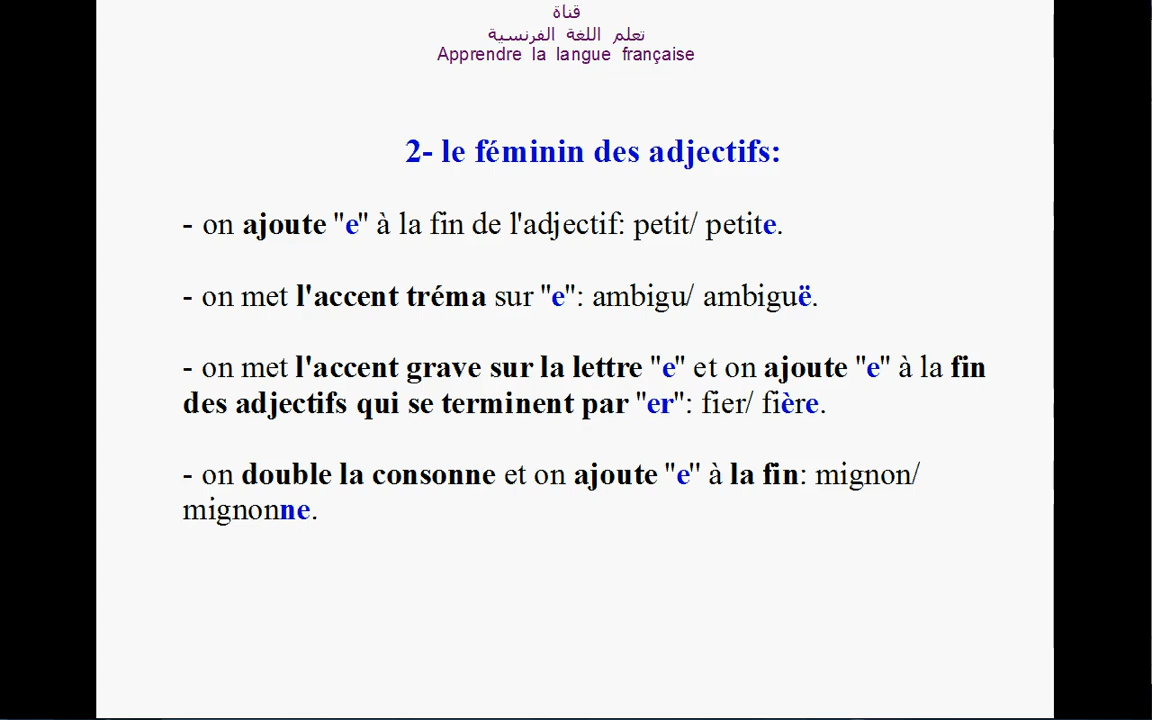 قناة
تعلم اللغة الفرنسية
Apprendre la langue française
2- le féminin des adjectifs:
- on ajoute "e" à la fin de l'adjectif: petit/ petite.
- on met l'accent tréma sur "e": ambigu/ ambiguë.
- on met l'accent grave sur la lettre "e" et on ajoute "e" à la fin
des adjectifs qui se terminent par "er": fier/ fière.
- on double la consonne et on ajoute "e" à la fin: mignon/
mignonne.